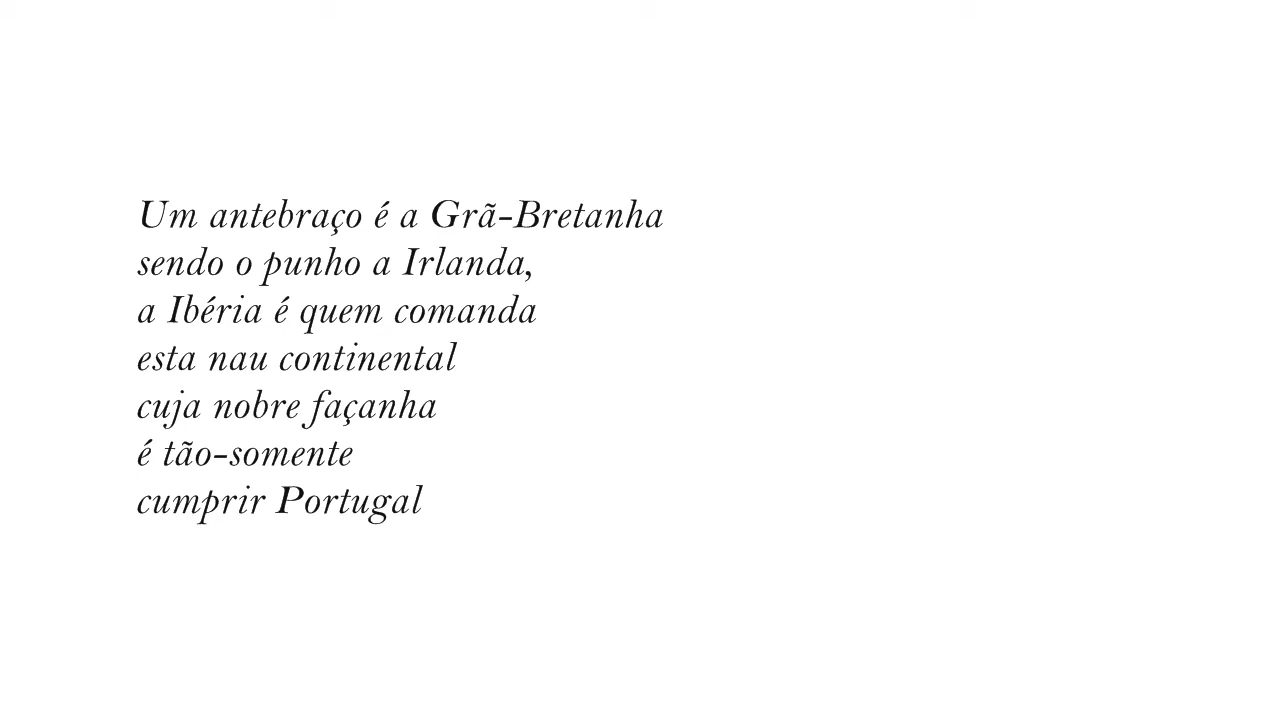 Um antebraço é a Grã-Bretanha
sendo o punho a Irlanda,
a Ibéria é quem comanda
esta nau continental
cuja nobre façanha
é tão-somente
cumprir Portugal